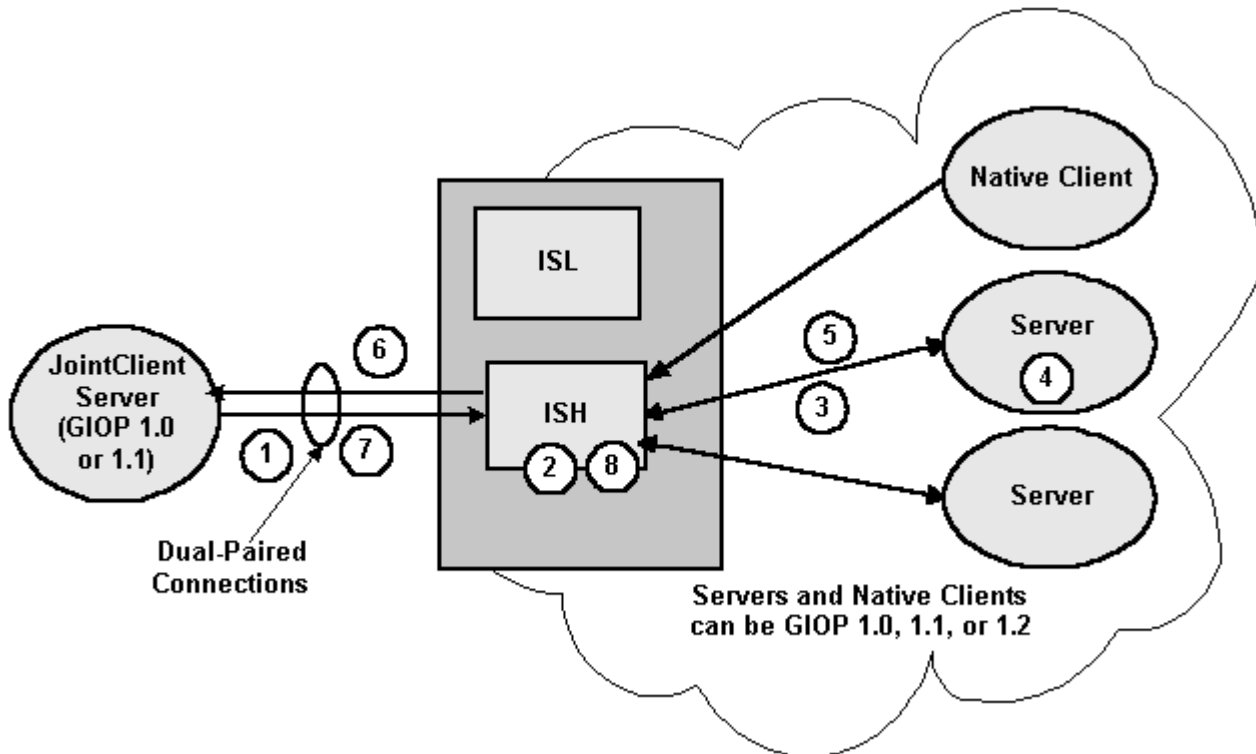 Native Client
ISL
Server
4
5
3
6
JointClient
Server
(GIOP 1.0
or 1.1)
ISH
1
7
2
8
Server
Dual-Paired
Connections
Servers and Native Clients
can be GIOP 1.0, 1.1, or 1.2